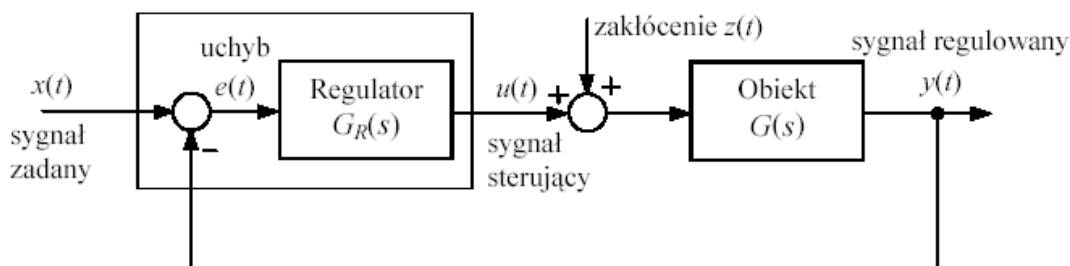 x(t)
sygnał
zadany
uchyb
e(t)
-
Regulator
G_R(s)
u(t)
sygnał
sterujący
zakłócenie z(t)
+
+
Obiekt
G(s)
sygnał regulowany
y(t)